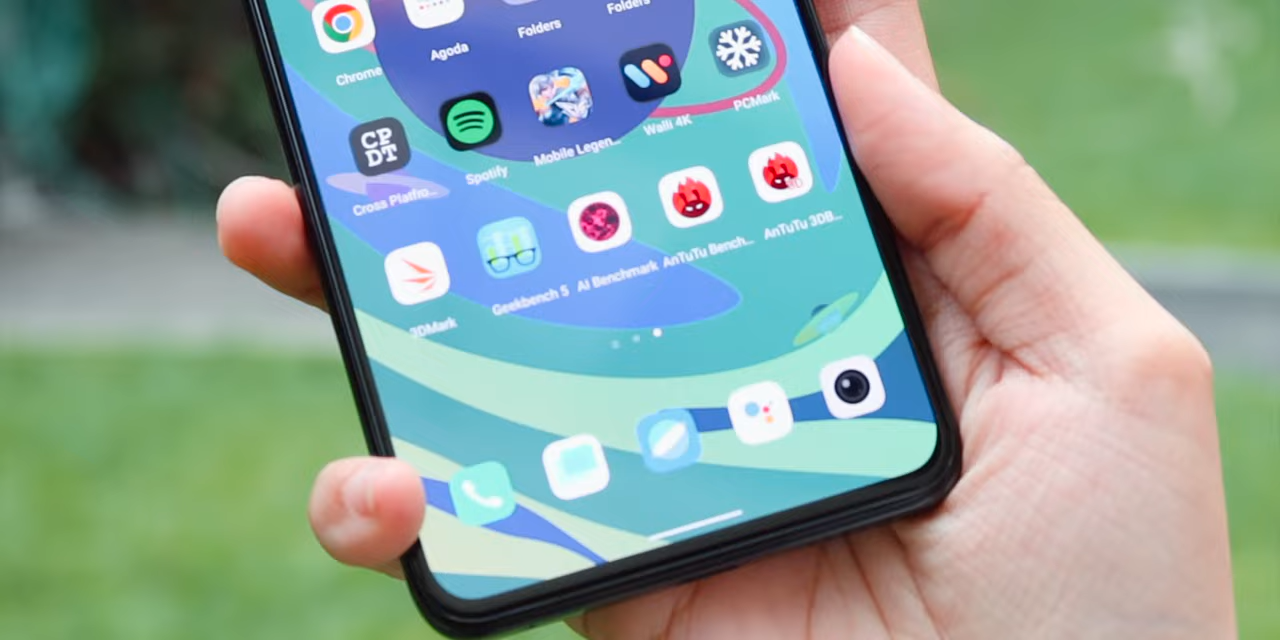 Chrome
Agoda
Folders
Folders
CP
DT
Cross Platfro...
Spotify
Mobile Legen...
Walli 4K
PCMark
3DMark
Geekbench 5
AI Benchmark
AnTuTu Bench...
AnTuTu 3DB...